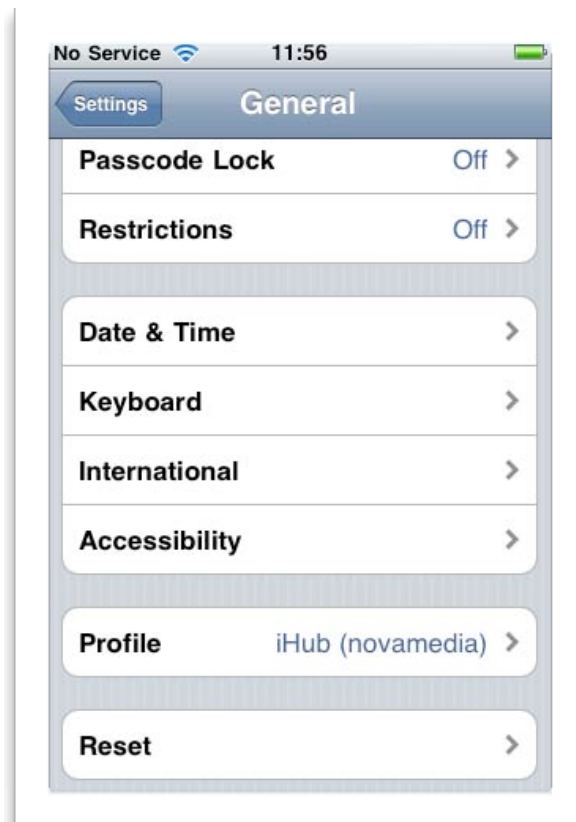 No Service 11:56
Settings General
Passcode Lock Off
Restrictions Off
Date & Time
Keyboard
International
Accessibility
Profile iHub (novamedia)
Reset